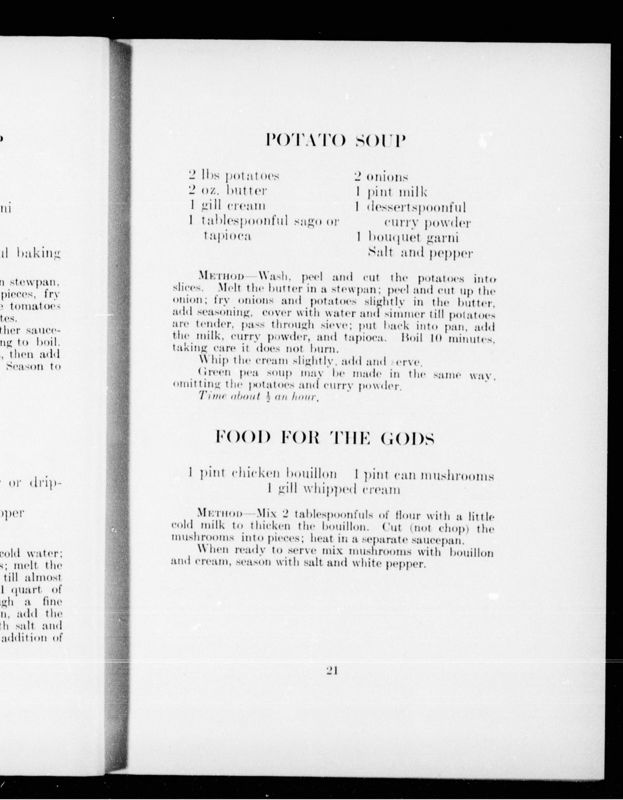 P
ni
ul baking
n stewpan,
pieces, fry
e tomatoes
tes.
ther sauce-
ng to boil.
, then add
Season to
or drip-
pper
cold water;
s; melt the
till almost
l quart of
gh a fine
n, add the
th salt and
addition of
POTATO SOUP
2 lbs potatoes
2 oz. butter
1 gill cream
1 tablespoonful sago or
tapioca
2 onions
1 pint milk
1 dessertspoonful
curry powder
1 bouquet garni
Salt and pepper
METHOD—Wash, peel and cut the potatoes into
slices. Melt the butter in a stewpan; peel and cut up the
onion; fry onions and potatoes slightly in the butter,
add seasoning, cover with water and simmer till potatoes
are tender, pass through sieve; put back into pan, add
the milk, curry powder, and tapioca. Boil 10 minutes,
taking care it does not burn.
Whip the cream slightly, add and serve.
Green pea soup may be made in the same way,
omitting the potatoes and curry powder.
Time about ½ an hour.
FOOD FOR THE GODS
1 pint chicken bouillon 1 pint can mushrooms
1 gill whipped cream
METHOD—Mix 2 tablespoonfuls of flour with a little
cold milk to thicken the bouillon. Cut (not chop) the
mushrooms into pieces; heat in a separate saucepan.
When ready to serve mix mushrooms with bouillon
and cream, season with salt and white pepper.
21